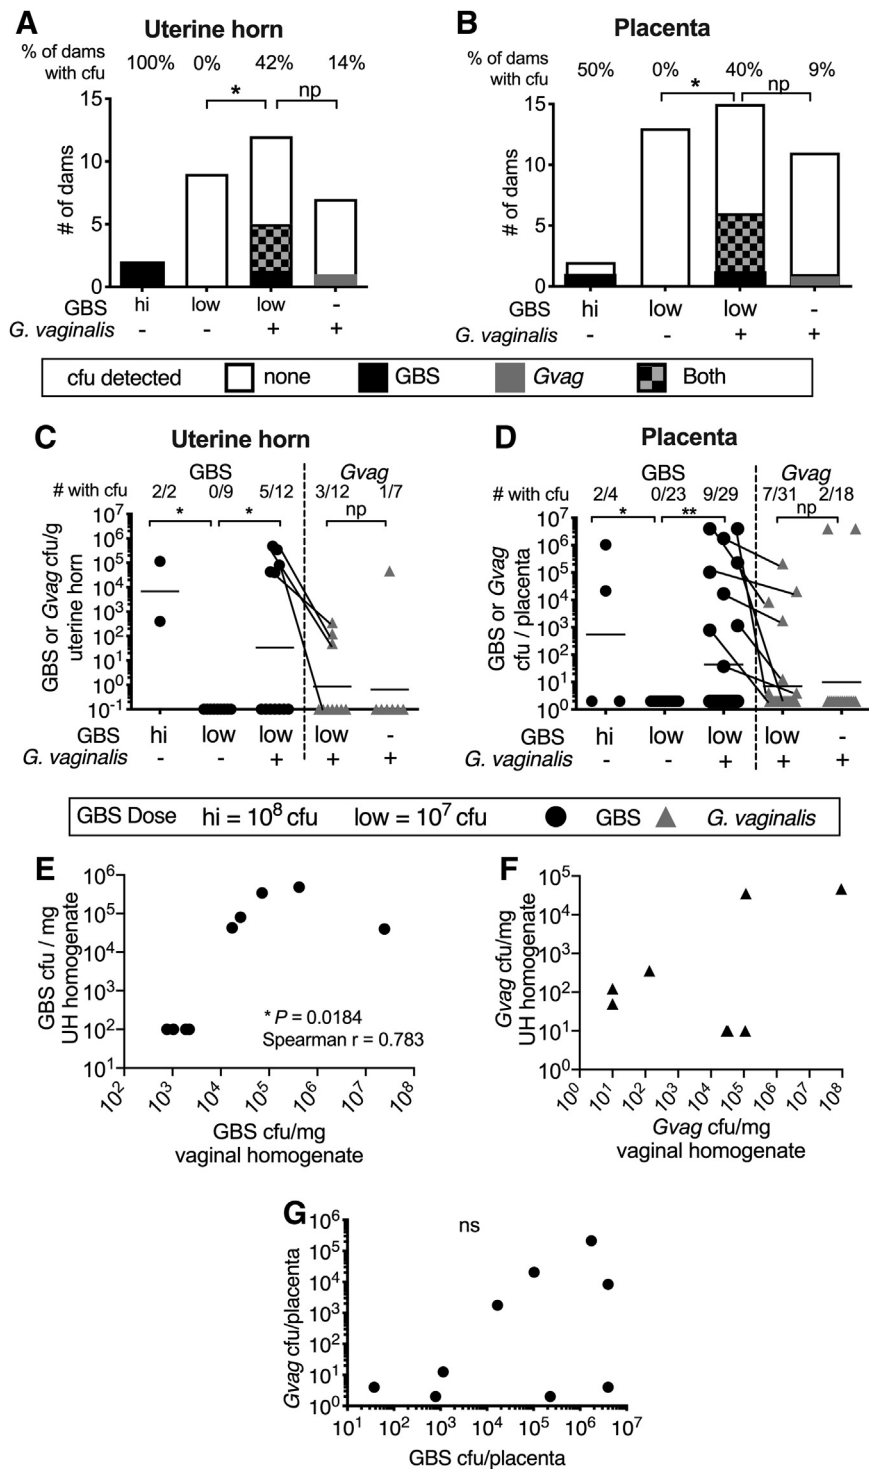 A
Uterine horn
% of dams
with cfu
100% 0% 42% 14%
* np
# of dams
15
10
5
0
GBS hi low low -
G. vaginalis - - + +
B
Placenta
% of dams
with cfu
50% 0% 40% 9%
* np
# of dams
15
10
5
0
GBS hi low low -
G. vaginalis - - + +
cfu detected none GBS Gvag Both
C
Uterine horn
GBS Gvag
# with cfu 2/2 0/9 5/12 3/12 1/7
* * np
GBS or Gvag cfu/g
uterine horn
10^7
10^6
10^5
10^4
10^3
10^2
10^1
10^0
10^-1
GBS hi low low low -
G. vaginalis - - + + +
D
Placenta
GBS Gvag
# with cfu 2/4 0/23 9/29 7/31 2/18
* ** np
GBS or Gvag
cfu / placenta
10^7
10^6
10^5
10^4
10^3
10^2
10^1
10^0
GBS hi low low low -
G. vaginalis - - + + +
GBS Dose hi = 10^8 cfu low = 10^7 cfu GBS G. vaginalis
E
GBS cfu / mg
UH homogenate
10^6
10^5
10^4
10^3
10^2
10^1
* P = 0.0184
Spearman r = 0.783
10^2 10^3 10^4 10^5 10^6 10^7 10^8
GBS cfu/mg
vaginal homogenate
F
Gvag cfu/mg
UH homogenate
10^5
10^4
10^3
10^2
10^1
10^0
10^0 10^1 10^2 10^3 10^4 10^5 10^6 10^7 10^8
Gvag cfu/mg
vaginal homogenate
G
ns
Gvag cfu/placenta
10^6
10^5
10^4
10^3
10^2
10^1
10^0
10^1 10^2 10^3 10^4 10^5 10^6 10^7
GBS cfu/placenta